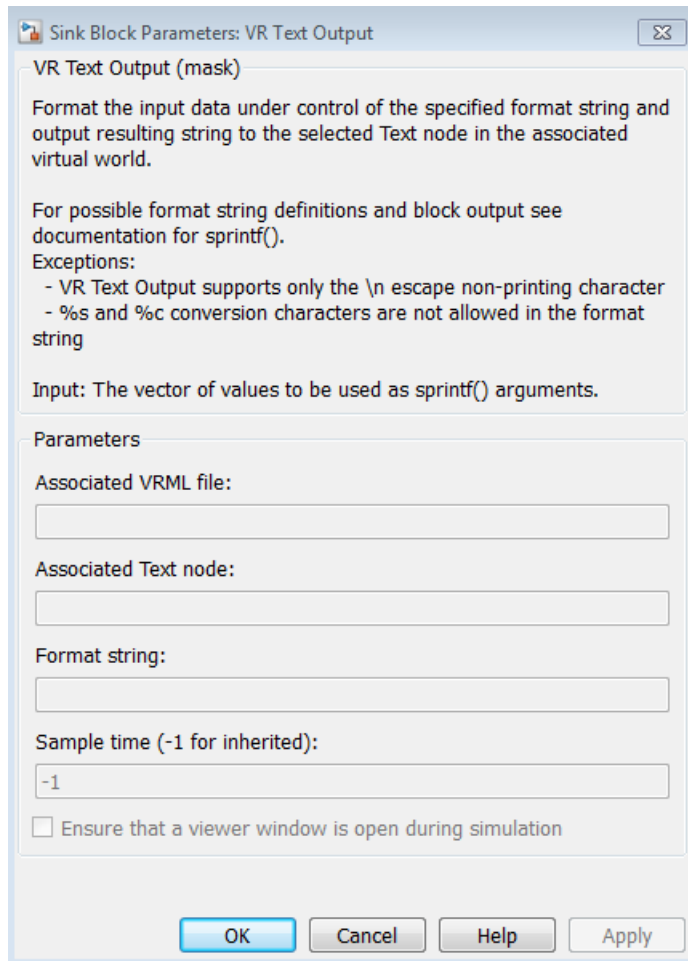 Sink Block Parameters: VR Text Output
VR Text Output (mask)
Format the input data under control of the specified format string and
output resulting string to the selected Text node in the associated
virtual world.
For possible format string definitions and block output see
documentation for sprintf().
Exceptions:
- VR Text Output supports only the \n escape non-printing character
- %s and %c conversion characters are not allowed in the format
string
Input: The vector of values to be used as sprintf() arguments.
Parameters
Associated VRML file:
Associated Text node:
Format string:
Sample time (-1 for inherited):
-1
Ensure that a viewer window is open during simulation
OK Cancel Help Apply